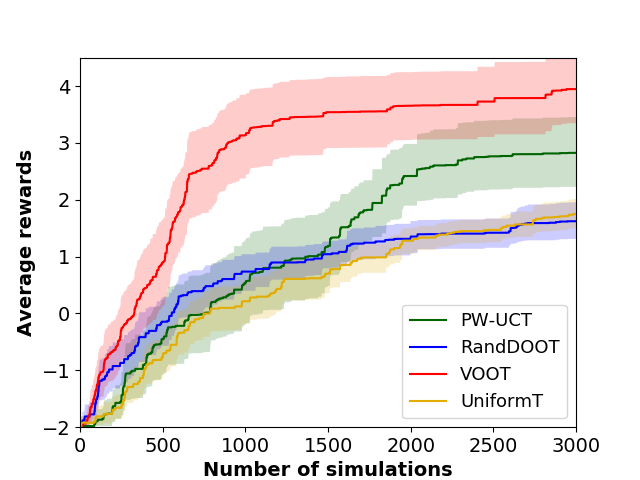 4
3
2
1
0
−1
−2
0 500 1000 1500 2000 2500 3000
Average rewards
Number of simulations
PW-UCT
RandDOOT
VOOT
UniformT